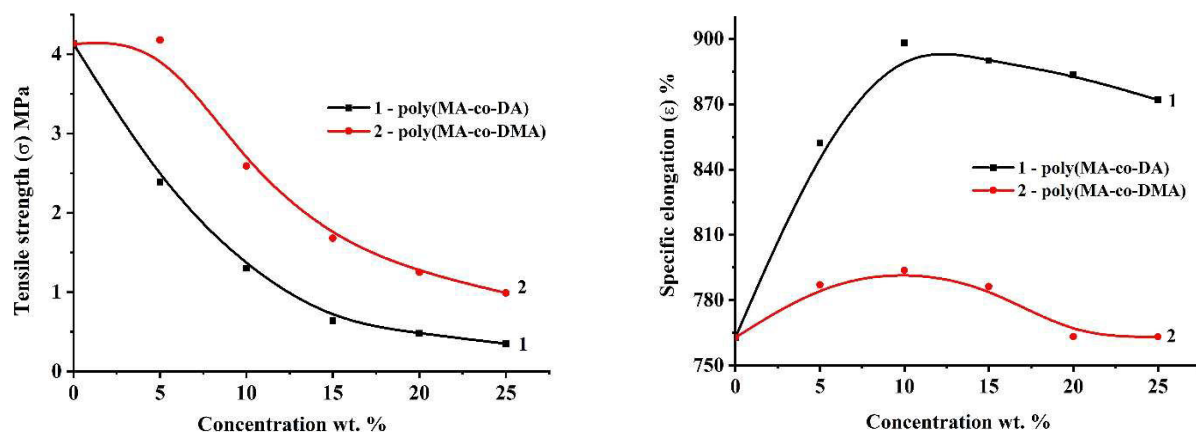 Tensile strength (σ) MPa
4
3
2
1
0
1 - poly(MA-co-DA)
2 - poly(MA-co-DMA)
2
1
0 5 10 15 20 25
Concentration wt. %
Specific elongation (ε) %
900
870
840
810
780
750
1 - poly(MA-co-DA)
2 - poly(MA-co-DMA)
1
2
0 5 10 15 20 25
Concentration wt. %